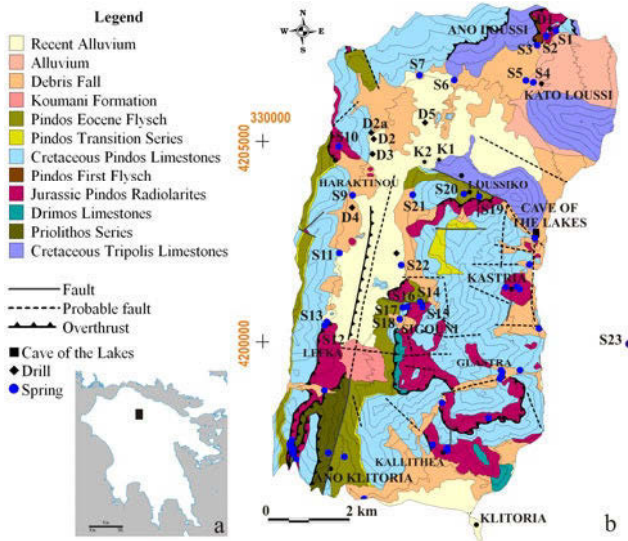 Legend
Recent Alluvium
Alluvium
Debris Fall
Koumani Formation
Pindos Eocene Flysch
Pindos Transition Series
Cretaceous Pindos Limestones
Pindos First Flysch
Jurassic Pindos Radiolarites
Drimos Limestones
Priolithos Series
Cretaceous Tripolis Limestones
Fault
Probable fault
Overthrust
Cave of the Lakes
Drill
Spring
a
N
W E
S
330000
4205000
4200000
ANO LOUSSI
D1
S1
S2
S3
S7
S6
S5 S4
KATO LOUSSI
D2a
D2
D5
D3
S10
K2 K1
HARAKTINOU
S9
D4
S21
S20
LOUSSIKO
S19
CAVE OF
THE LAKES
S11
S22
KASTRIA
S16 S14
S17 S15
S18
SIGOUNI
S13
S12
LEFKA
S23
GLASTRA
KALLITHEA
ANO KLITORIA
KLITORIA
0 2 km
b